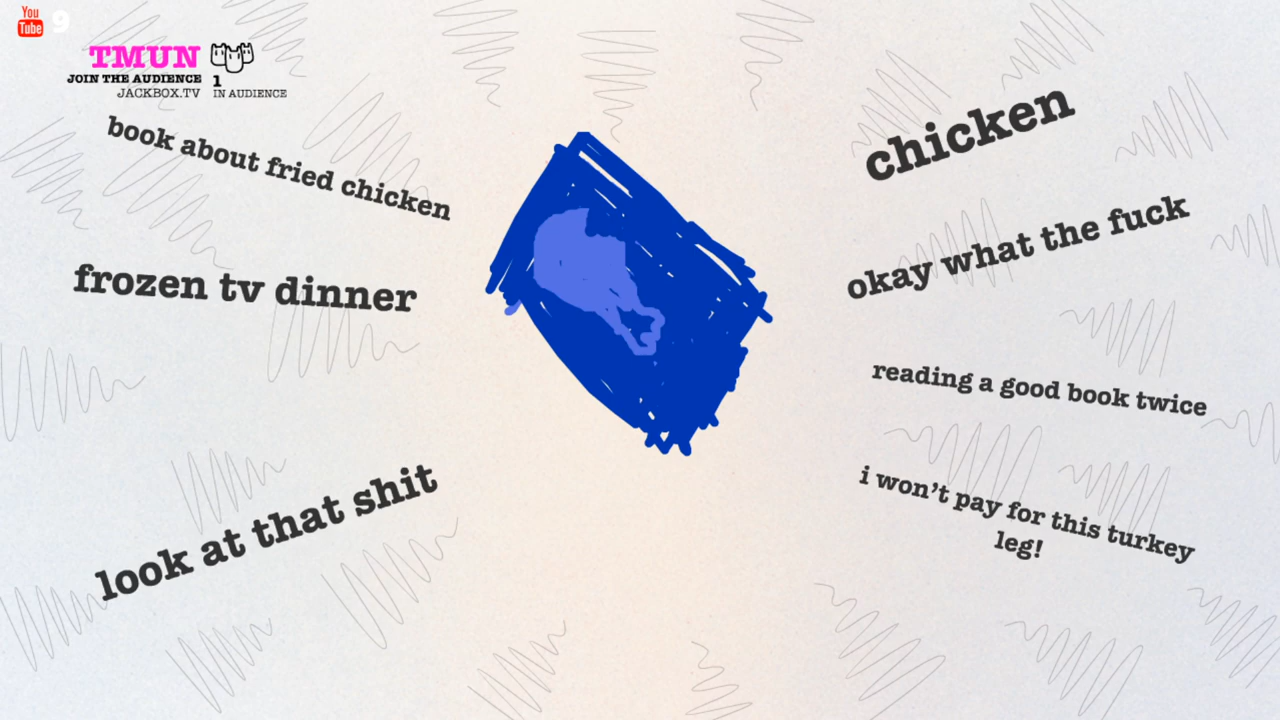 You
Tube 9
TMUN
JOIN THE AUDIENCE
JACKBOX.TV
1
IN AUDIENCE
book about fried chicken
frozen tv dinner
look at that shit
chicken
okay what the fuck
reading a good book twice
i won't pay for this turkey
leg!